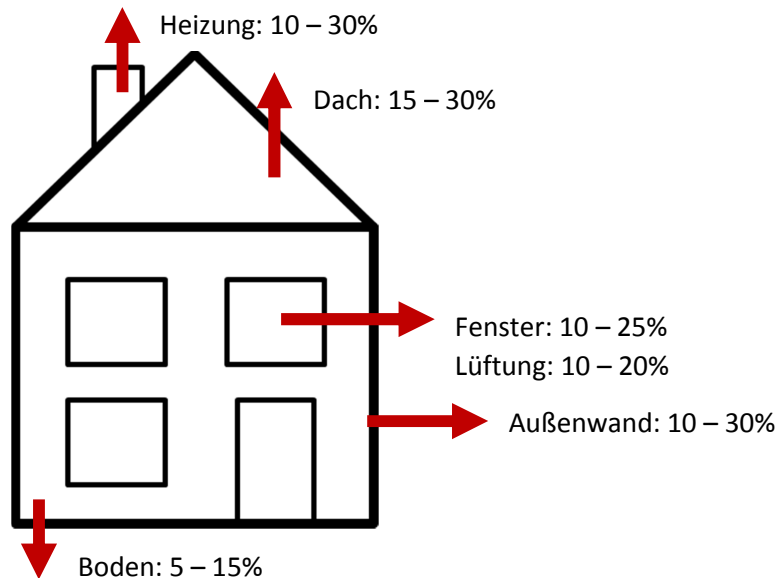 Heizung: 10 – 30%
Dach: 15 – 30%
Fenster: 10 – 25%
Lüftung: 10 – 20%
Außenwand: 10 – 30%
Boden: 5 – 15%